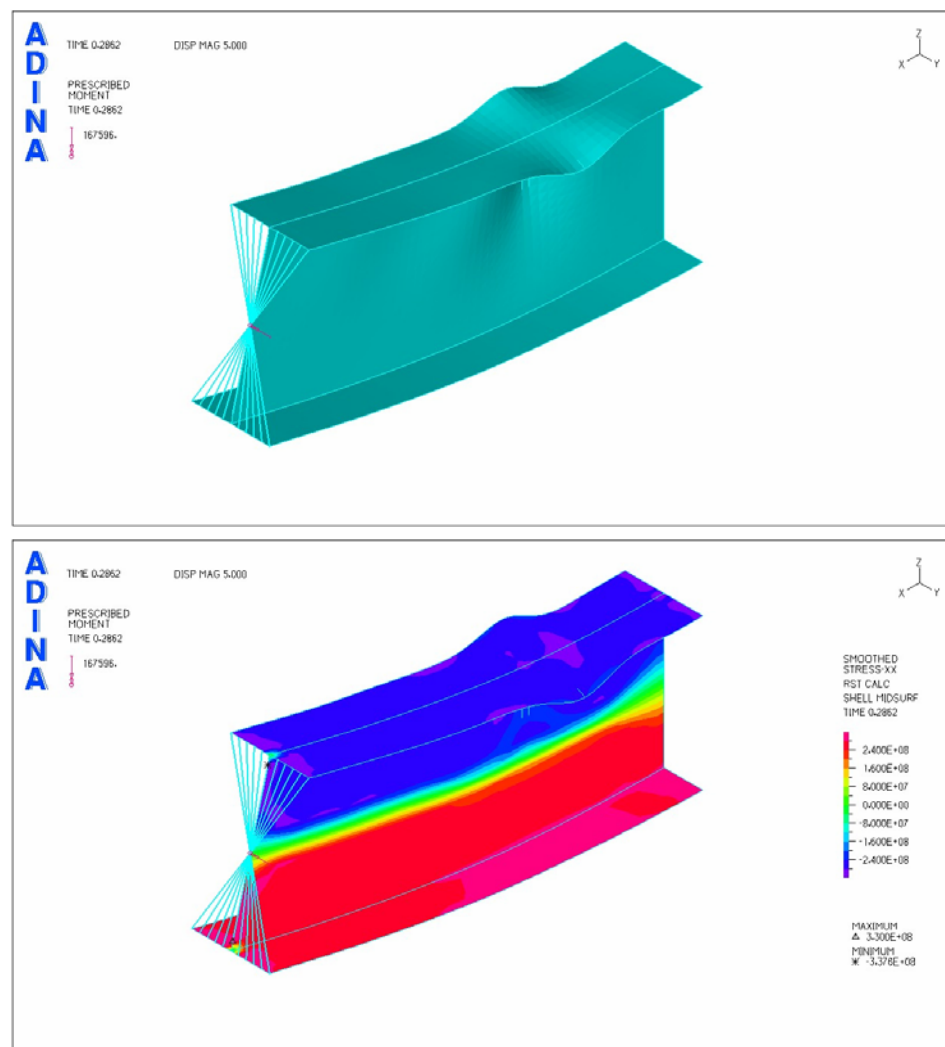 ADINA
TIME 0.2862
DISP MAG 5.000
PRESCRIBED
MOMENT
TIME 0.2862
167596.
Z
X
Y
ADINA
TIME 0.2862
DISP MAG 5.000
PRESCRIBED
MOMENT
TIME 0.2862
167596.
Z
X
Y
SMOOTHED
STRESS-XX
RST CALC
SHELL MIDSURF
TIME 0.2862
2.400E+08
1.600E+08
8.000E+07
0.000E+00
-8.000E+07
-1.600E+08
-2.400E+08
MAXIMUM
3.300E+08
MINIMUM
-3.376E+08